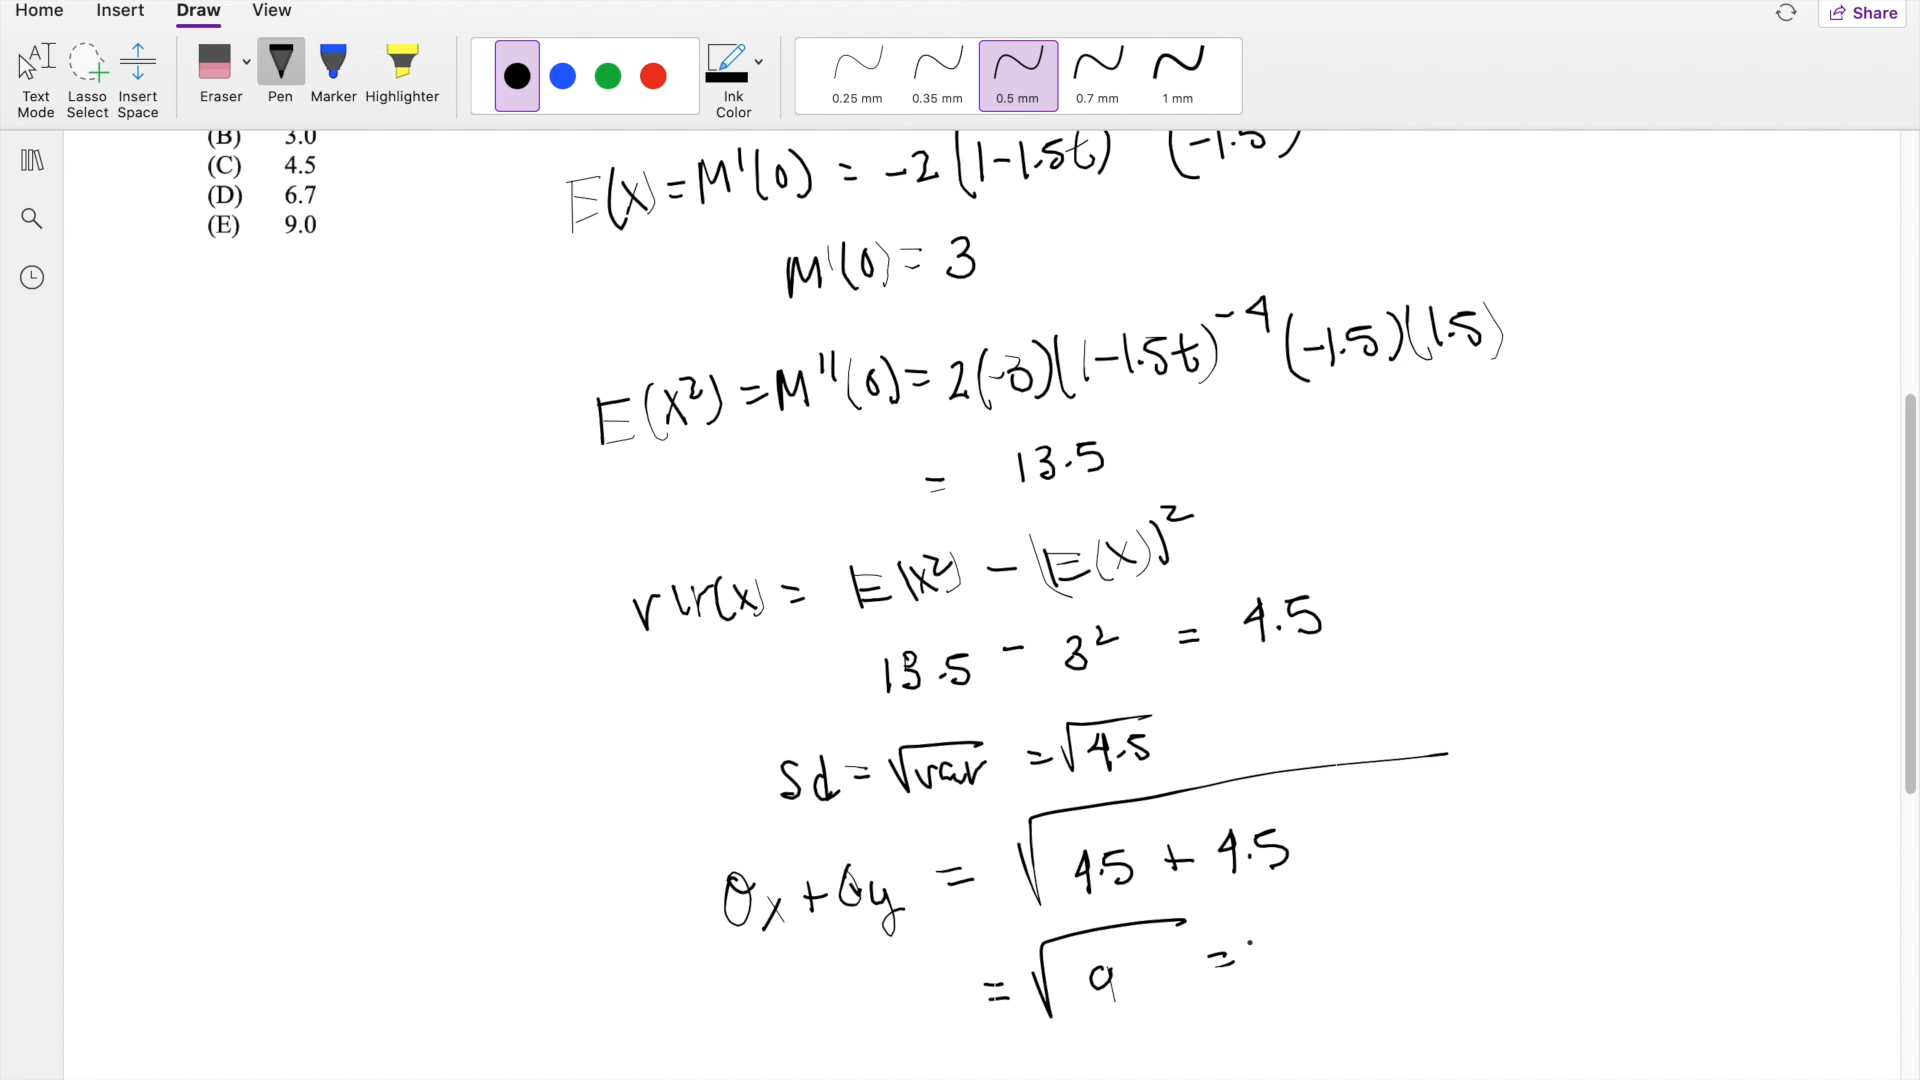 Home Insert Draw View Share
Text Mode Lasso Select Insert Space Eraser Pen Marker Highlighter Ink Color 0.25 mm 0.35 mm 0.5 mm 0.7 mm 1 mm
(B) 3.0
(C) 4.5
(D) 6.7
(E) 9.0
E(x) = M'(0) = -2 (1-1.5t) (-1.5)
M'(0) = 3
E(x²) = M''(0) = 2(-3)(1-1.5t)⁻⁴ (-1.5)(1.5)
= 13.5
var(x) = E(x²) - (E(x))²
13.5 - 3² = 4.5
Sd = √var = √4.5
σx + σy = √4.5 + 4.5
= √9 =